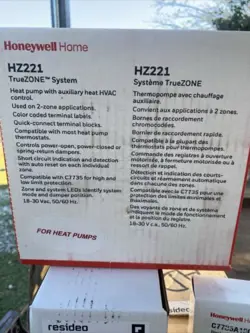 Honeywell Home
HZ221
TrueZONE™ System
Heat pump with auxiliary heat HVAC
control.
Used on 2-zone applications.
Color coded terminal labels.
Quick-connect terminal blocks.
Compatible with most heat pump
thermostats.
Controls power-open, power-closed or
spring-return dampers.
Short circuit indication and detection
with auto reset on each individual
zone.
Compatible with C7735 for high and
low limit protection.
Zone and system LEDs identify system
mode and damper position.
18-30 Vac, 50/60 Hz.
FOR HEAT PUMPS
HZ221
Système TrueZONE
Thermopompe avec chauffage
auxiliaire.
Convient aux applications à 2 zones.
Bornes de raccordement
chromocodées.
Bornier de raccordement rapide.
Compatible à la plupart des
thermostats pour thermopompes.
Commande des registres à ouverture
motorisée, à fermeture motorisée ou à
ressort de rappel.
Détection et indication des courts-
circuits et réarmement automatique
dans chacune des zones.
Compatible avec le C7735 pour une
protection des limites maximales et
minimales.
Des voyants de zone et de système
indiquent le mode de fonctionnement
et la position du registre
18-30 V c.a., 50/60 Hz.
resideo
resideo